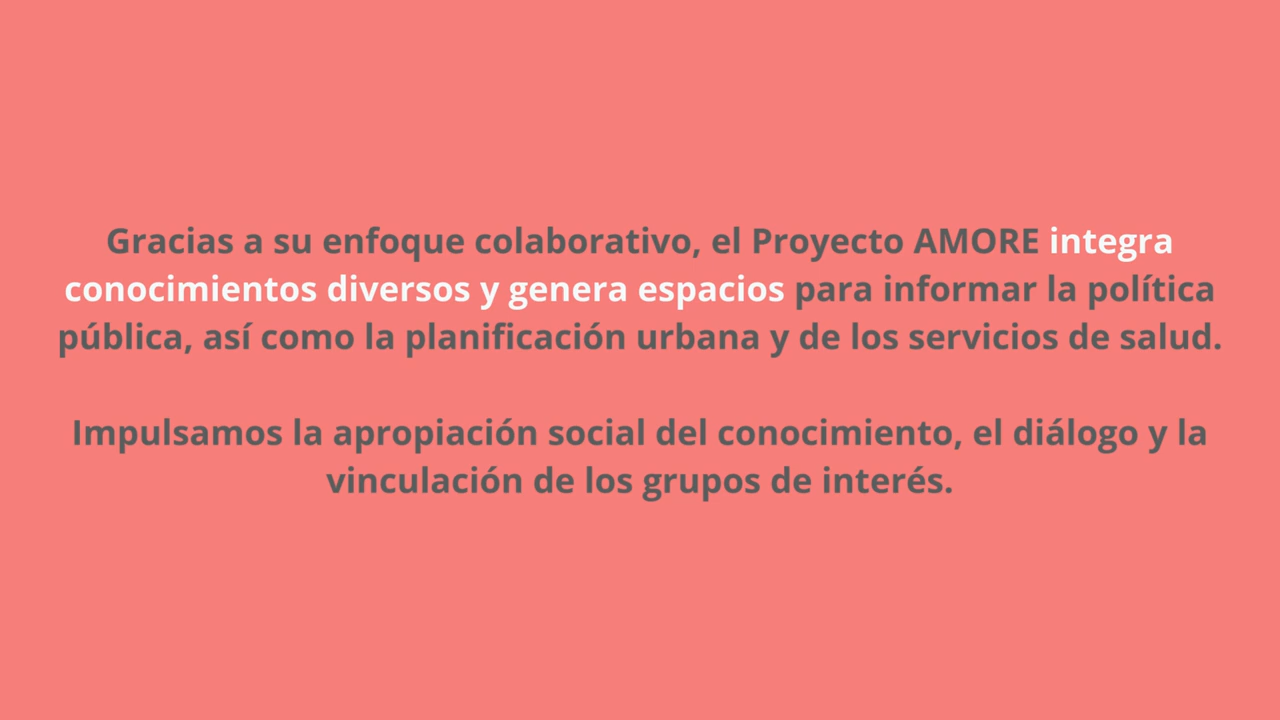 Gracias a su enfoque colaborativo, el Proyecto AMORE integra
conocimientos diversos y genera espacios para informar la política
pública, así como la planificación urbana y de los servicios de salud.
Impulsamos la apropiación social del conocimiento, el diálogo y la
vinculación de los grupos de interés.